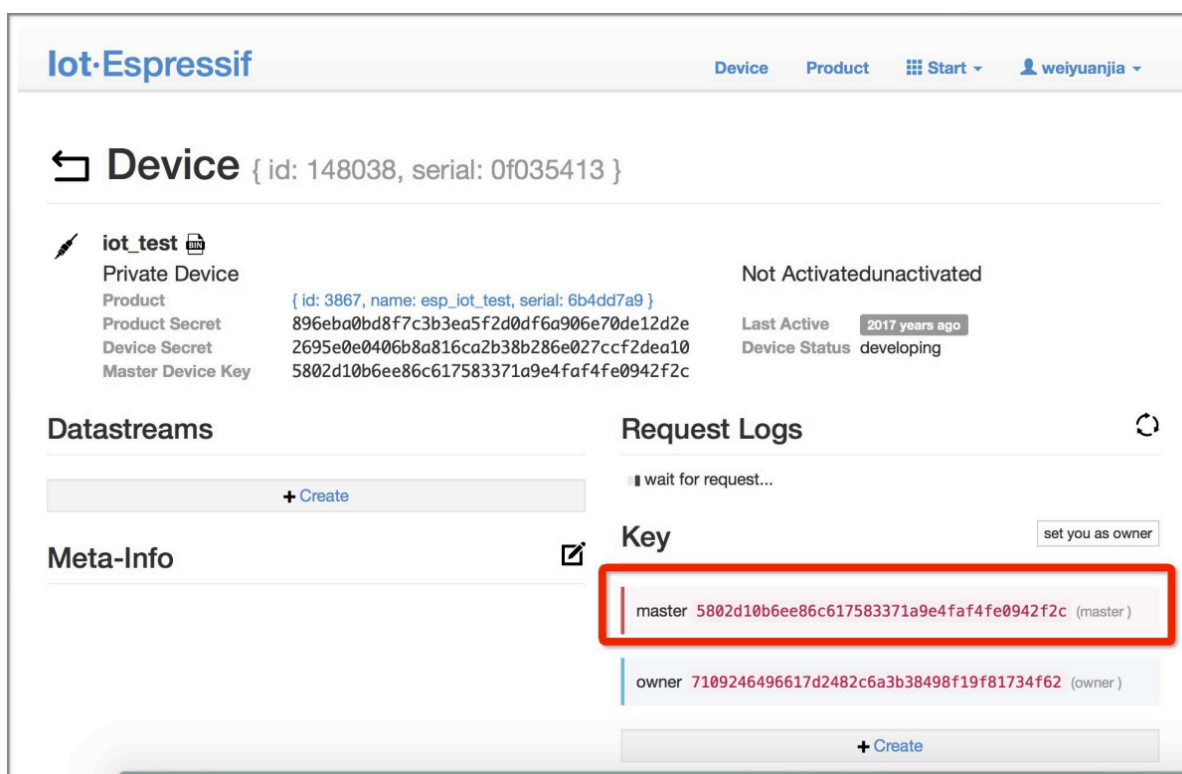 Iot·Espressif
Device Product Start weiyuanjia
Device { id: 148038, serial: 0f035413 }
iot_test BIN
Private Device
Product { id: 3867, name: esp_iot_test, serial: 6b4dd7a9 }
Product Secret 896eba0bd8f7c3b3ea5f2d0df6a906e70de12d2e
Device Secret 2695e0e0406b8a816ca2b38b286e027ccf2dea10
Master Device Key 5802d10b6ee86c617583371a9e4faf4fe0942f2c
Not Activatedunactivated
Last Active 2017 years ago
Device Status developing
Datastreams
+ Create
Meta-Info
Request Logs
wait for request...
Key
set you as owner
master 5802d10b6ee86c617583371a9e4faf4fe0942f2c (master )
owner 7109246496617d2482c6a3b38498f19f81734f62 (owner )
+ Create